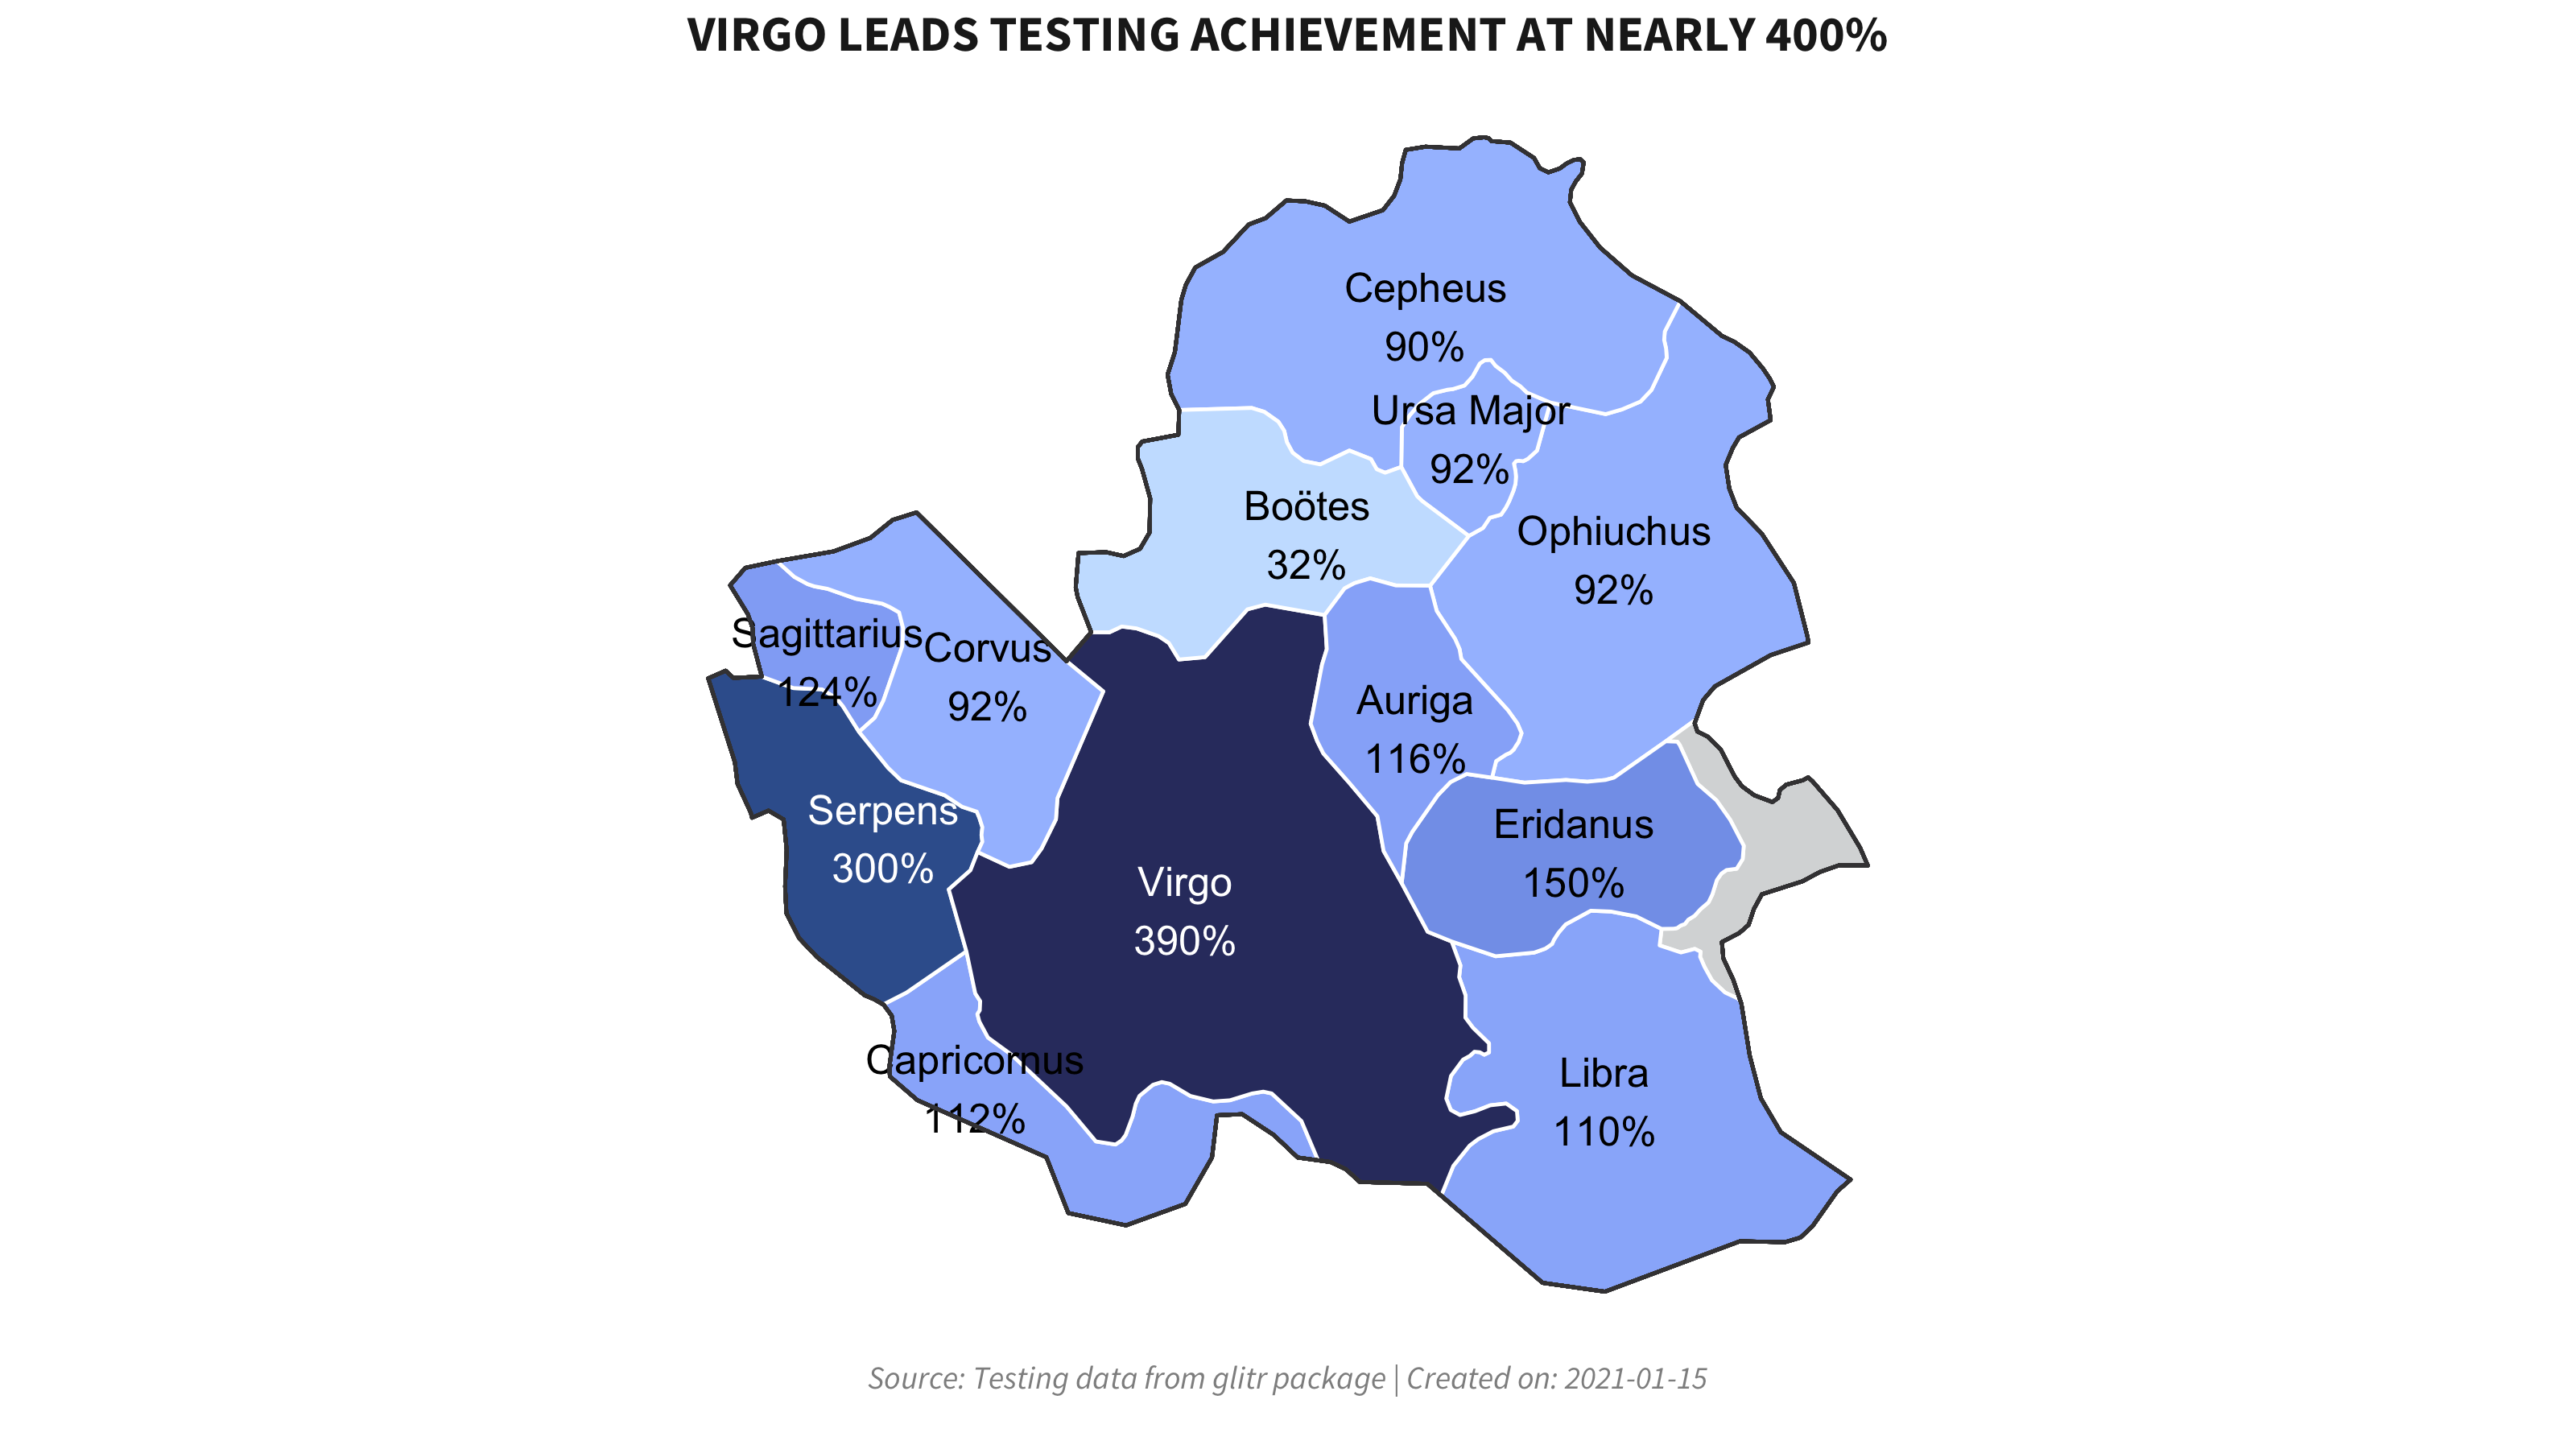 VIRGO LEADS TESTING ACHIEVEMENT AT NEARLY 400%
Cepheus
90%
Ursa Major
92%
Boötes
32%
Ophiuchus
92%
Sagittarius
124%
Corvus
92%
Auriga
116%
Serpens
300%
Eridanus
150%
Virgo
390%
Capricornus
112%
Libra
110%
Source: Testing data from glitr package | Created on: 2021-01-15